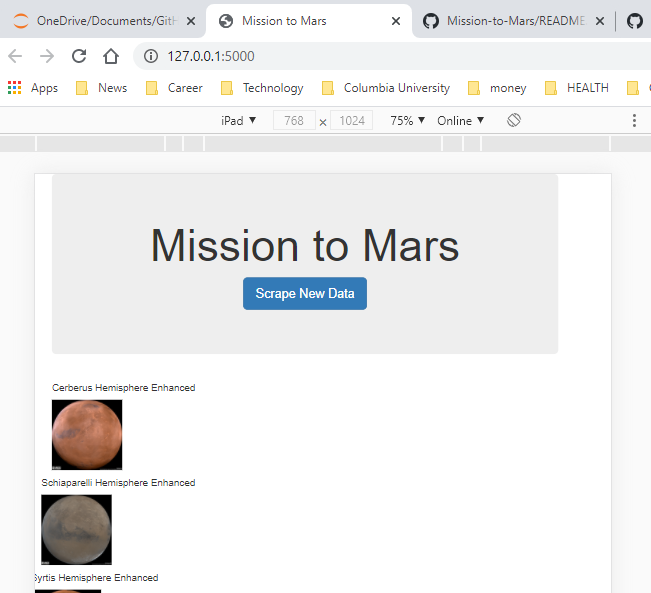 OneDrive/Documents/GitH
Mission to Mars
Mission-to-Mars/README
127.0.0.1:5000
Apps
News
Career
Technology
Columbia University
money
HEALTH
iPad
768
1024
75%
Online
Mission to Mars
Scrape New Data
Cerberus Hemisphere Enhanced
Schiaparelli Hemisphere Enhanced
Syrtis Hemisphere Enhanced